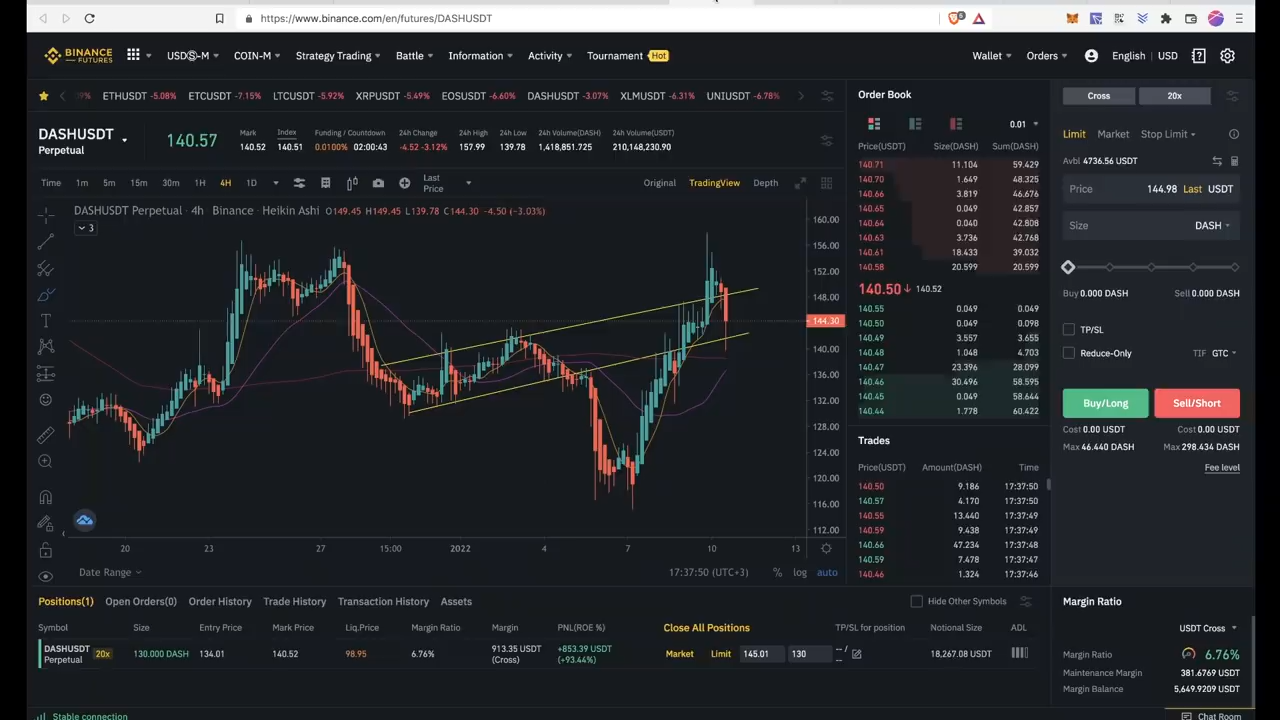 https://www.binance.com/en/futures/DASHUSDT
BINANCE FUTURES USDⓈ-M COIN-M Strategy Trading Battle Information Activity Tournament Hot Wallet Orders English USD
ETHUSDT -5.08% ETCUSDT -7.15% LTCUSDT -5.92% XRPUSDT -5.49% EOSUSDT -6.60% DASHUSDT -3.07% XLMUSDT -6.31% UNIUSDT -6.78%
DASHUSDT
Perpetual
140.57
Mark Index Funding / Countdown 24h Change 24h High 24h Low 24h Volume(DASH) 24h Volume(USDT)
140.52 140.51 0.0100% 02:00:43 -4.52 -3.12% 157.99 139.78 1,418,851.725 210,148,230.90
Time 1m 5m 15m 30m 1H 4H 1D Last Price Original TradingView Depth
DASHUSDT Perpetual · 4h · Binance · Heikin Ashi O149.45 H149.45 L139.78 C144.30 -4.50 (-3.03%)
3
160.00
156.00
152.00
148.00
144.30
140.00
136.00
132.00
128.00
124.00
120.00
116.00
112.00
20 23 27 15:00 2022 4 7 10 13
Date Range 17:37:50 (UTC+3) % log auto
Order Book
0.01
Price(USDT) Size(DASH) Sum(DASH)
140.71 11.104 59.429
140.70 1.649 48.325
140.66 3.819 46.676
140.65 0.049 42.857
140.64 0.040 42.808
140.63 3.736 42.768
140.61 18.433 39.032
140.58 20.599 20.599
140.50↓ 140.52
140.55 0.049 0.049
140.50 0.049 0.098
140.49 3.557 3.655
140.48 1.048 4.703
140.47 23.396 28.099
140.46 30.496 58.595
140.45 0.049 58.644
140.44 1.778 60.422
Trades
Price(USDT) Amount(DASH) Time
140.50 9.186 17:37:50
140.57 4.170 17:37:50
140.55 13.440 17:37:49
140.59 9.438 17:37:49
140.66 47.234 17:37:48
140.59 7.478 17:37:46
140.46 1.324 17:37:46
Cross 20x
Limit Market Stop Limit
Avbl 4736.56 USDT
Price 144.98 Last USDT
Size DASH
Buy 0.000 DASH Sell 0.000 DASH
TP/SL
Reduce-Only TIF GTC
Buy/Long Sell/Short
Cost 0.00 USDT Cost 0.00 USDT
Max 46.440 DASH Max 298.434 DASH
Fee level
Positions(1) Open Orders(0) Order History Trade History Transaction History Assets Hide Other Symbols
Symbol Size Entry Price Mark Price Liq.Price Margin Ratio Margin PNL(ROE %) Close All Positions TP/SL for position Notional Size ADL
DASHUSDT Perpetual 20x 130.000 DASH 134.01 140.52 98.95 6.76% 913.35 USDT (Cross) +853.39 USDT (+93.44%) Market Limit 145.01 130 -- / -- 18,267.08 USDT
Margin Ratio
USDT Cross
Margin Ratio 6.76%
Maintenance Margin 381.6769 USDT
Margin Balance 5,649.9209 USDT
Stable connection
Chat Room